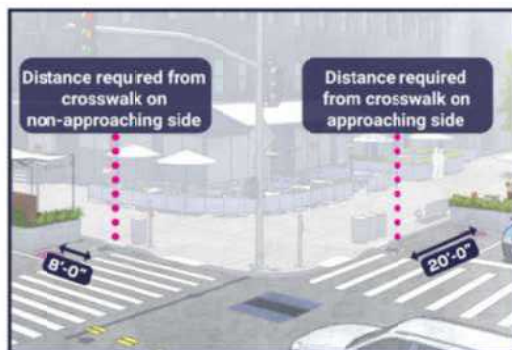 Distance required from
crosswalk on
non-approaching side
Distance required
from crosswalk on
approaching side
8'-0"
20'-0"